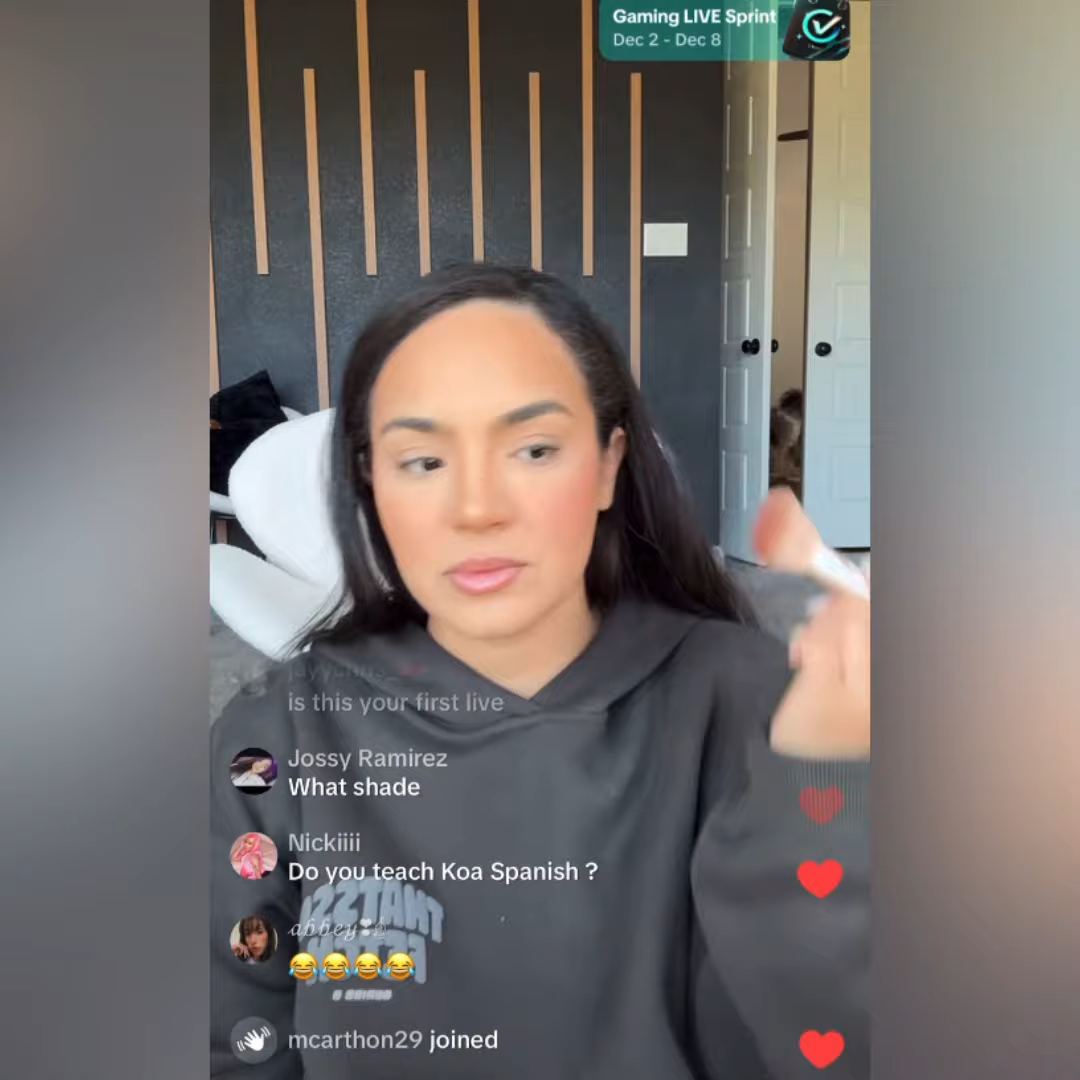 Gaming LIVE Sprint
Dec 2 - Dec 8
is this your first live
Jossy Ramirez
What shade
Nickiiii
Do you teach Koa Spanish ?
abbey
😂😂😂😂
mcarthon29 joined